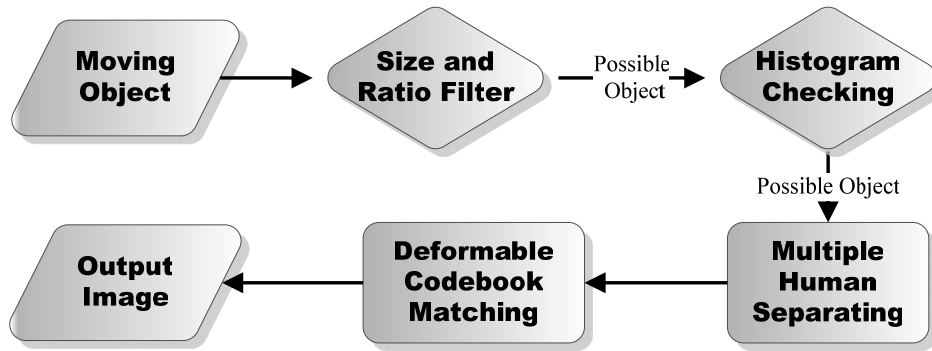 Moving
Object
Size and
Ratio Filter
Possible
Object
Histogram
Checking
Possible Object
Multiple
Human
Separating
Deformable
Codebook
Matching
Output
Image